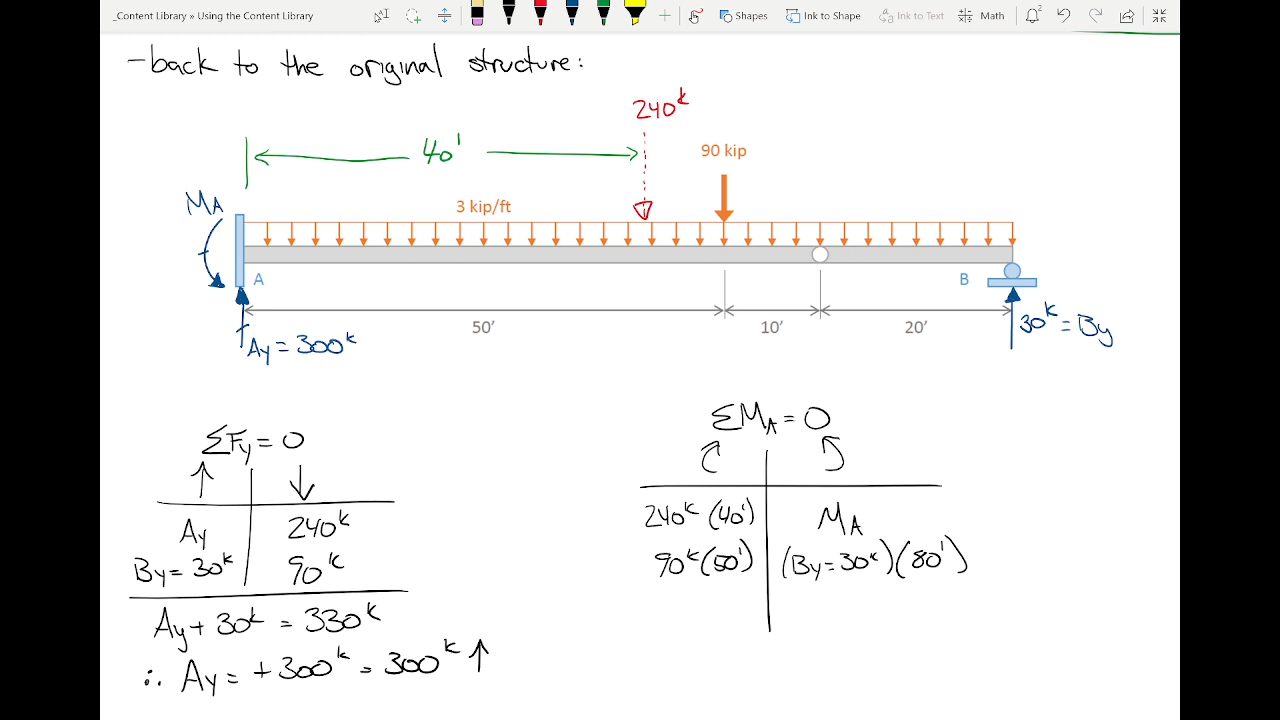 _Content Library » Using the Content Library
Shapes
Ink to Shape
Ink to Text
Math
2
-back to the original structure:
240k
40'
90 kip
MA
3 kip/ft
A
B
50'
10'
20'
Ay = 300k
30k = By
ΣFy = 0
↑ ↓
Ay 240k
By = 30k 90k
Ay + 30k = 330k
∴ Ay = +300k = 300k ↑
ΣMA = 0
240k (40') MA
90k (50') (By = 30k)(80')